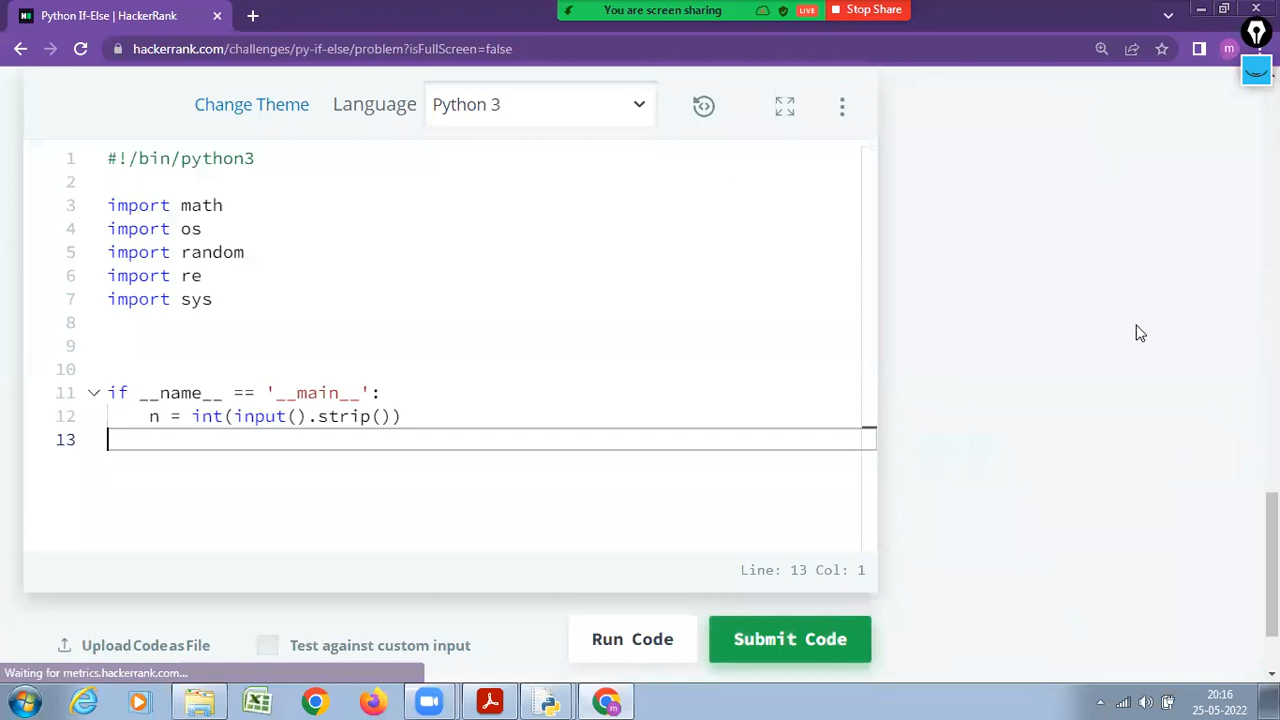 Python If-Else | HackerRank
You are screen sharing
LIVE
Stop Share
hackerrank.com/challenges/py-if-else/problem?isFullScreen=false
m
Change Theme
Language
Python 3
1 #!/bin/python3
2
3 import math
4 import os
5 import random
6 import re
7 import sys
8
9
10
11 if __name__ == '__main__':
12 n = int(input().strip())
13
Line: 13 Col: 1
Upload Code as File
Test against custom input
Run Code
Submit Code
Waiting for metrics.hackerrank.com...
m
20:16
25-05-2022